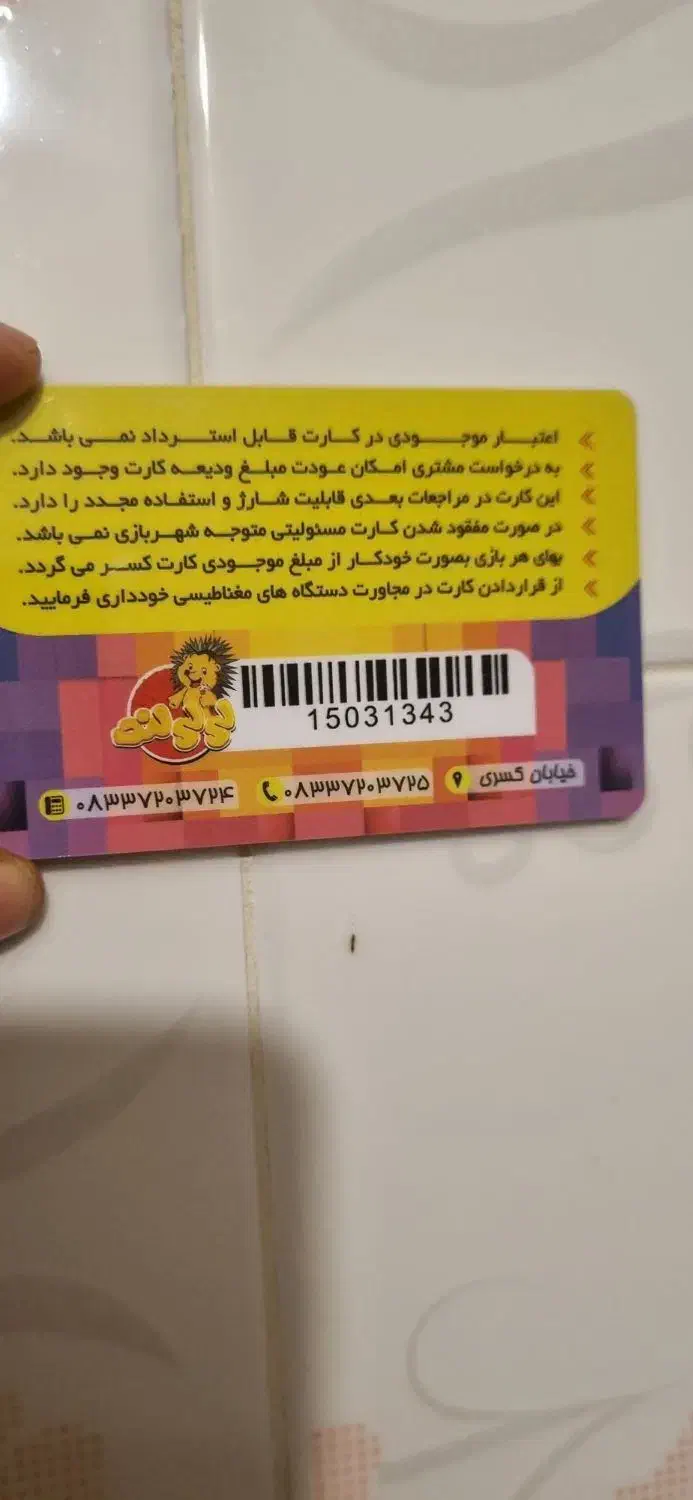 اعتبار موجودی در کارت قابل استرداد نمی باشد.
به درخواست مشتری امکان عودت مبلغ ودیعه کارت وجود دارد.
این کارت در مراجعات بعدی قابلیت شارژ و استفاده مجدد را دارد.
در صورت مفقود شدن کارت مسئولیتی متوجه شهربازی نمی باشد.
بهای هر بازی بصورت خودکار از مبلغ موجودی کارت کسر می گردد.
از قراردادن کارت در مجاورت دستگاه های مغناطیسی خودداری فرمایید.
15031343
خیابان کسری ۰۸۳۳۷۲۰۳۷۲۵ ۰۸۳۳۷۲۰۳۷۲۴